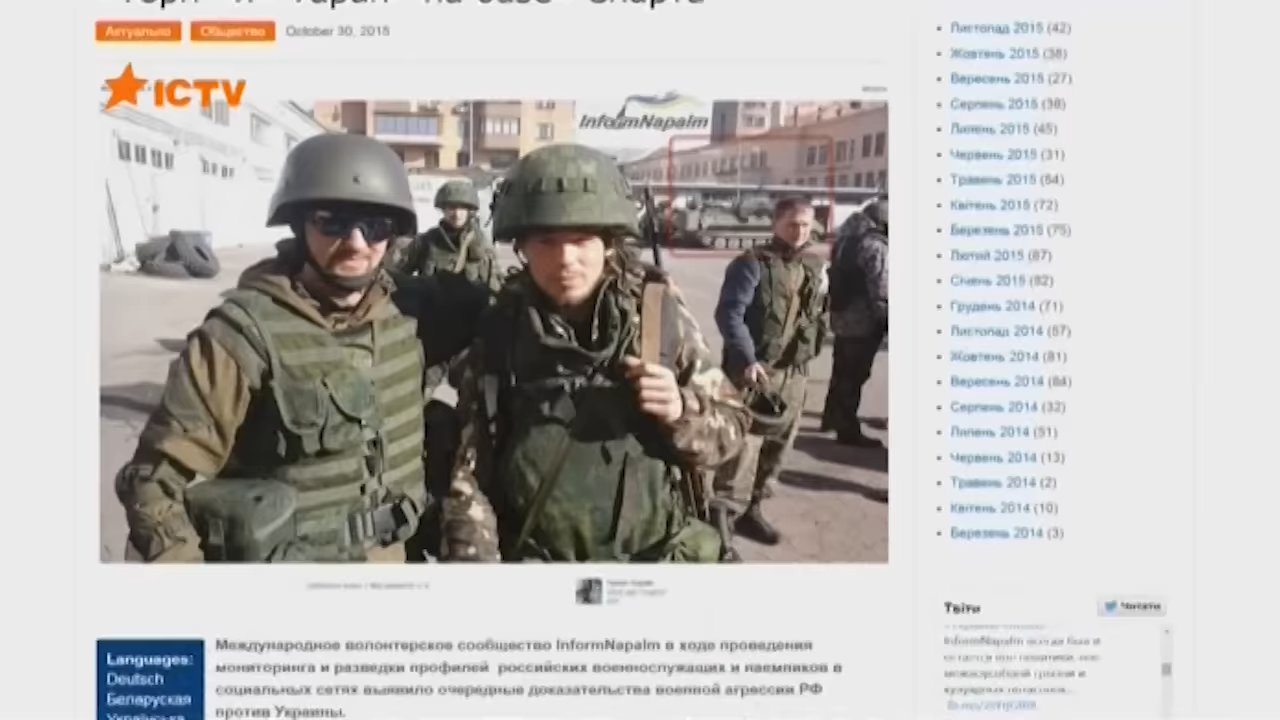 Актуально Общество October 30, 2015
ICTV
InformNapalm
Languages:
Deutsch
Беларуская
Українська
Международное волонтерское сообщество InformNapalm в ходе проведения
мониторинга и разведки профилей российских военнослужащих и наемников в
социальных сетях выявило очередные доказательства военной агрессии РФ
против Украины.
Листопад 2015 (42)
Жовтень 2015 (38)
Вересень 2015 (27)
Серпень 2015 (38)
Липень 2015 (45)
Червень 2015 (31)
Травень 2015 (64)
Квітень 2015 (72)
Березень 2015 (75)
Лютий 2015 (87)
Січень 2015 (92)
Грудень 2014 (71)
Листопад 2014 (57)
Жовтень 2014 (81)
Вересень 2014 (84)
Серпень 2014 (32)
Липень 2014 (51)
Червень 2014 (13)
Травень 2014 (2)
Квітень 2014 (10)
Березень 2014 (3)
Твіти
Читати